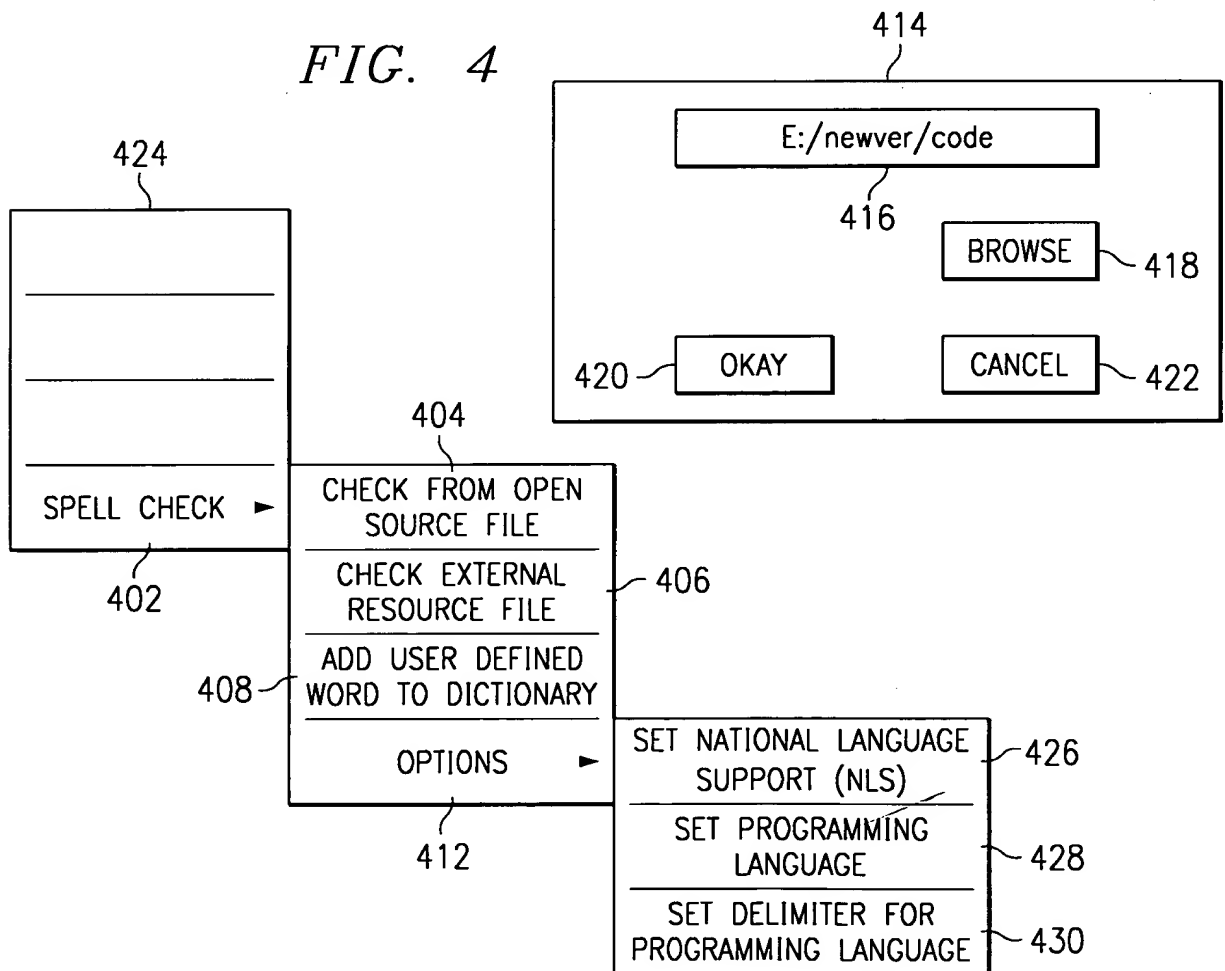 FIG. 4
414
E:/newver/code
416
BROWSE
418
420
OKAY
CANCEL
422
424
SPELL CHECK
402
404
CHECK FROM OPEN
SOURCE FILE
CHECK EXTERNAL
RESOURCE FILE
406
408
ADD USER DEFINED
WORD TO DICTIONARY
OPTIONS
412
SET NATIONAL LANGUAGE
SUPPORT (NLS)
426
SET PROGRAMMING
LANGUAGE
428
SET DELIMITER FOR
PROGRAMMING LANGUAGE
430